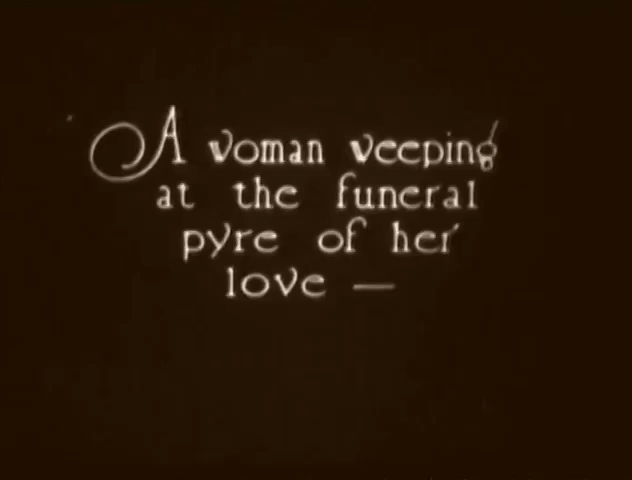 A woman weeping
at the funeral
pyre of her
love —